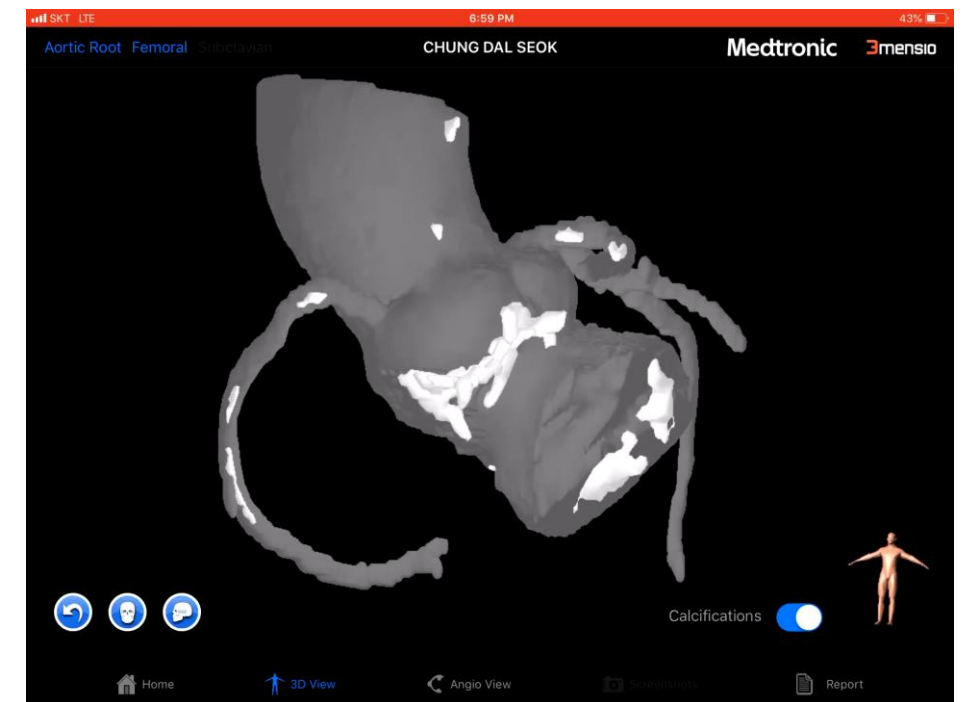 SKT LTE 6:59 PM 43%
Aortic Root Femoral Subclavian CHUNG DAL SEOK Medtronic 3mensio
Calcifications
Home 3D View Angio View Screenshots Report